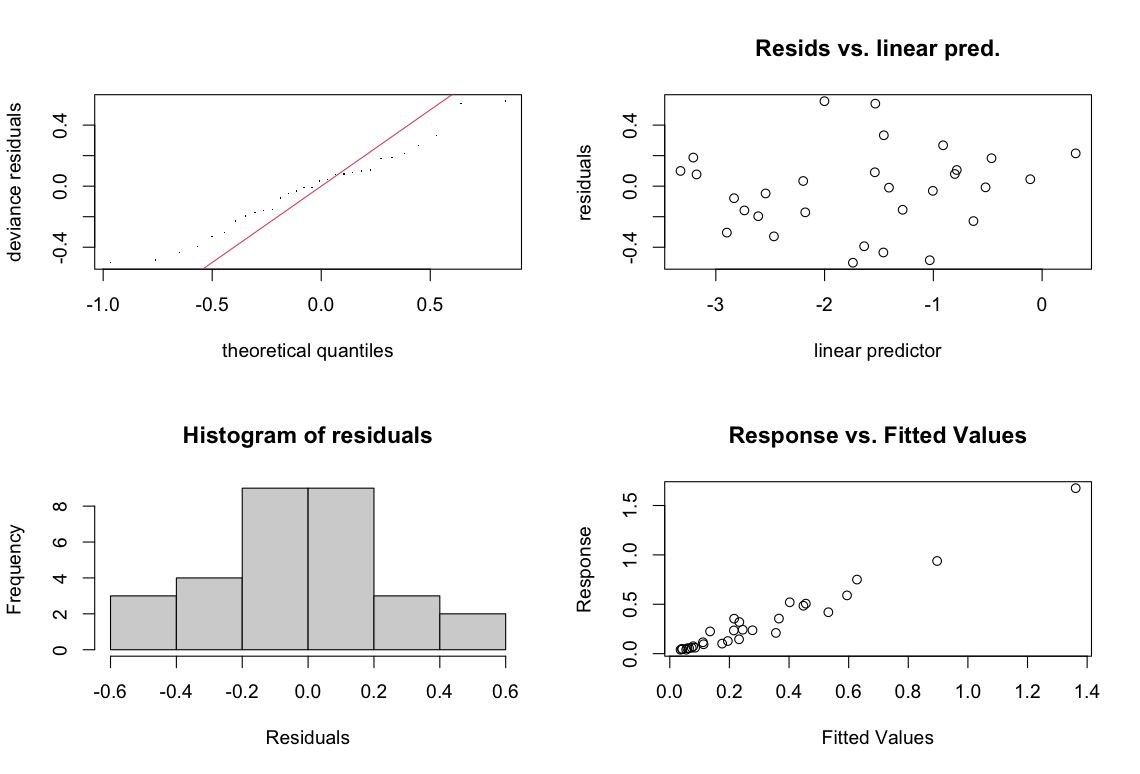 deviance residuals
0.4
0.0
-0.4
-1.0 -0.5 0.0 0.5
theoretical quantiles
Resids vs. linear pred.
residuals
0.4
0.0
-0.4
-3 -2 -1 0
linear predictor
Histogram of residuals
Frequency
8
6
4
2
0
-0.6 -0.4 -0.2 0.0 0.2 0.4 0.6
Residuals
Response vs. Fitted Values
Response
1.5
1.0
0.5
0.0
0.0 0.2 0.4 0.6 0.8 1.0 1.2 1.4
Fitted Values